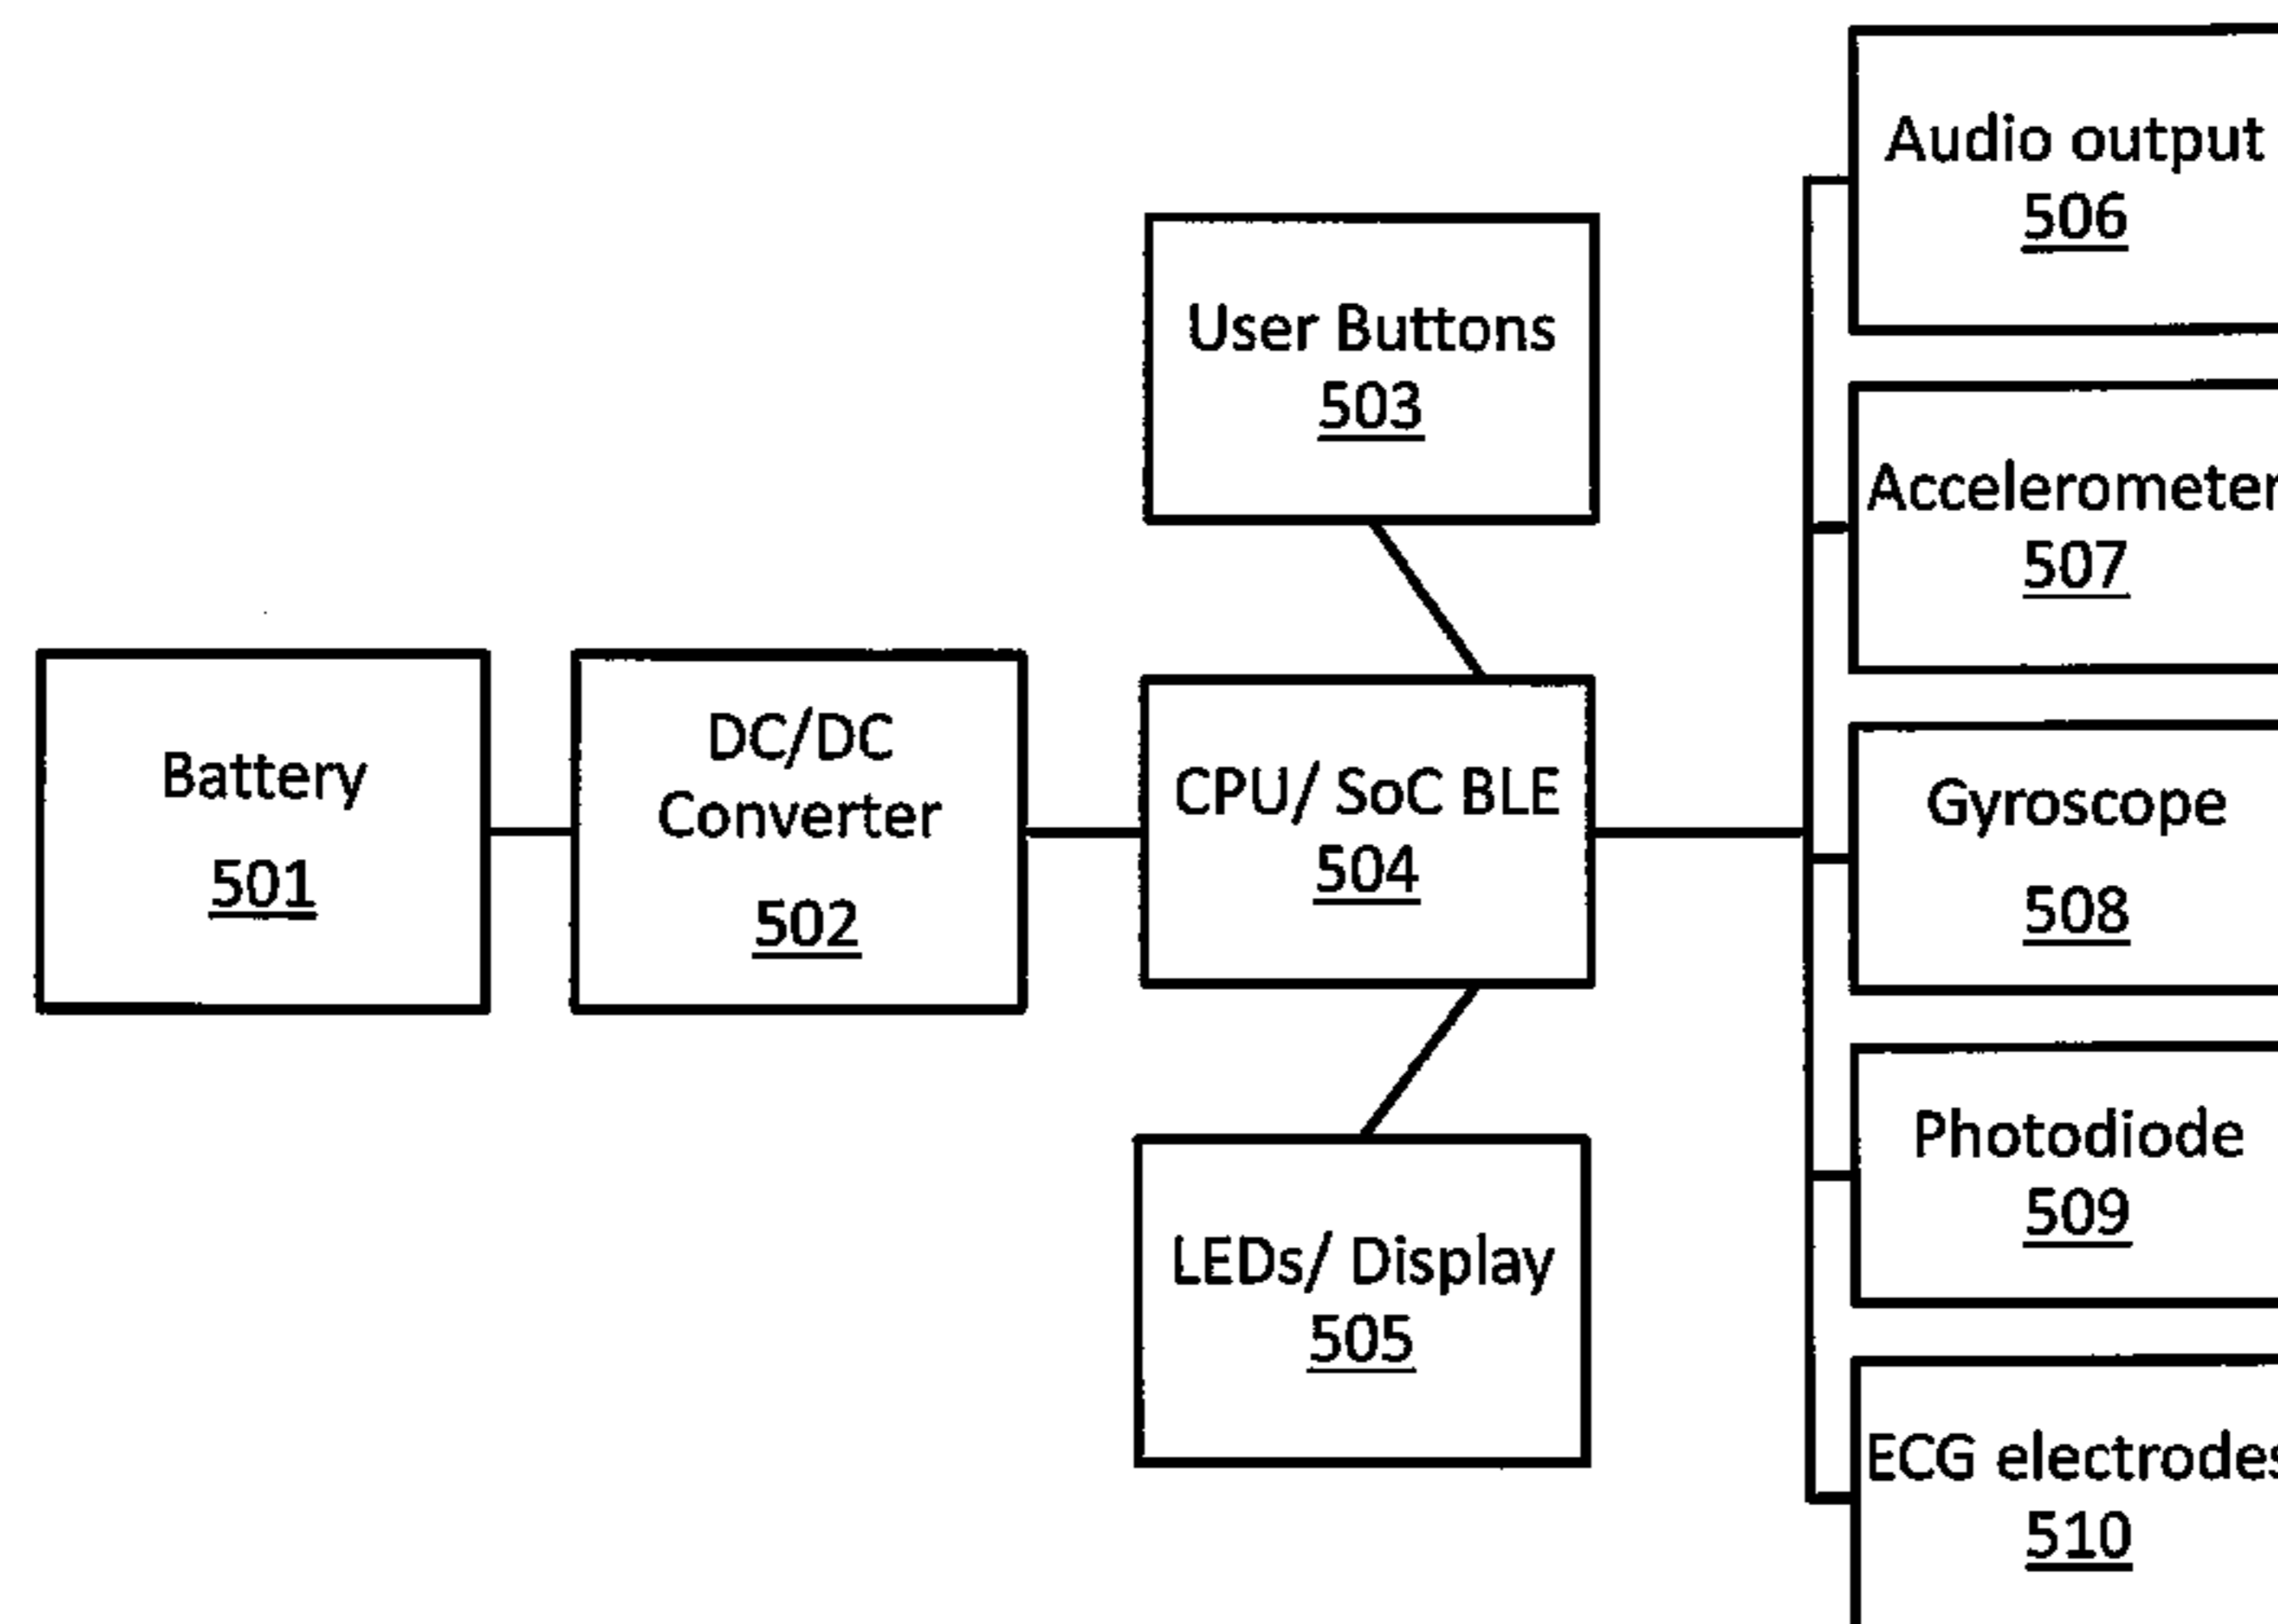 Battery
501
DC/DC
Converter
502
User Buttons
503
CPU/ SoC BLE
504
LEDs/ Display
505
Audio output
506
Accelerometer
507
Gyroscope
508
Photodiode
509
ECG electrodes
510